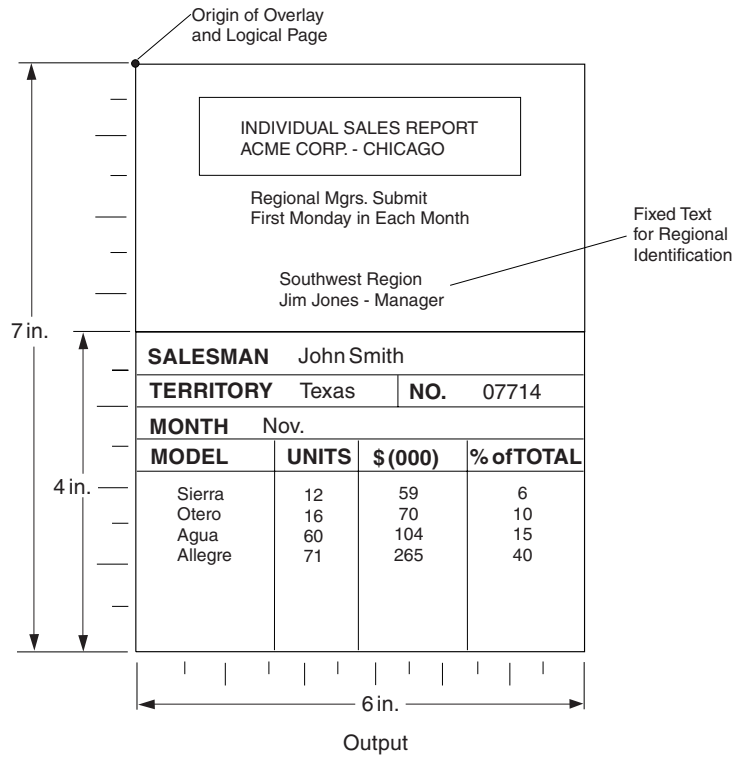 Origin of Overlay
and Logical Page
INDIVIDUAL SALES REPORT
ACME CORP. - CHICAGO
Regional Mgrs. Submit
First Monday in Each Month
Fixed Text
for Regional
Identification
Southwest Region
Jim Jones - Manager
7 in.
SALESMAN John Smith
TERRITORY Texas NO. 07714
MONTH Nov.
MODEL UNITS $ (000) % of TOTAL
4 in.
Sierra 12 59 6
Otero 16 70 10
Agua 60 104 15
Allegre 71 265 40
6 in.
Output